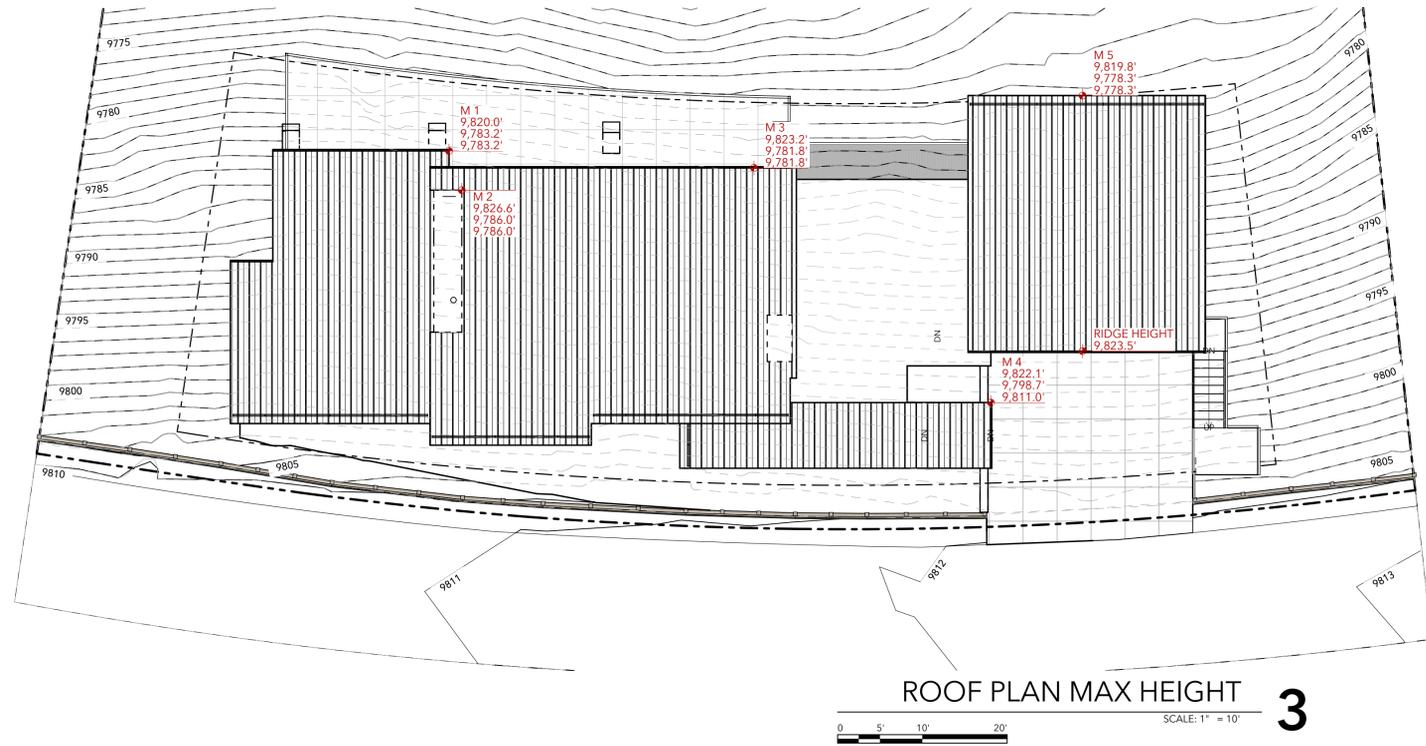 9775
9780
9785
9790
9795
9800
9805
9810
M 1
9,820.0'
9,783.2'
9,783.2'
M 2
9,826.6'
9,786.0'
9,786.0'
M 3
9,823.2'
9,781.8'
9,781.8'
M 5
9,819.8'
9,778.3'
9,778.3'
RIDGE HEIGHT
9,823.5'
M 4
9,822.1'
9,798.7'
9,811.0'
DN
DN
DN
DN
UP
9780
9785
9790
9795
9800
9805
9811
9812
9813
ROOF PLAN MAX HEIGHT 3
SCALE: 1" = 10'
0 5' 10' 20'